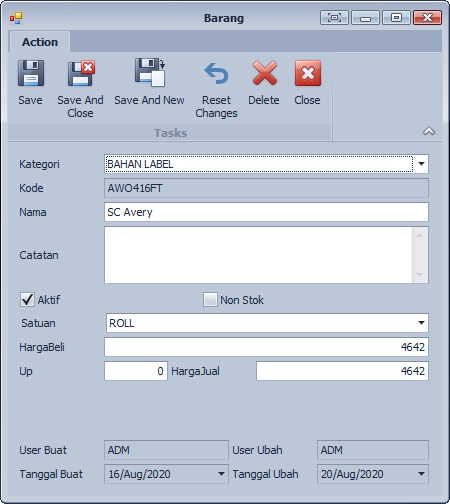 Barang
Action
Save
Save And Close
Save And New
Reset Changes
Delete
Close
Tasks
Kategori BAHAN LABEL
Kode AWO416FT
Nama SC Avery
Catatan
Aktif Non Stok
Satuan ROLL
HargaBeli 4642
Up 0 HargaJual 4642
User Buat ADM User Ubah ADM
Tanggal Buat 16/Aug/2020 Tanggal Ubah 20/Aug/2020